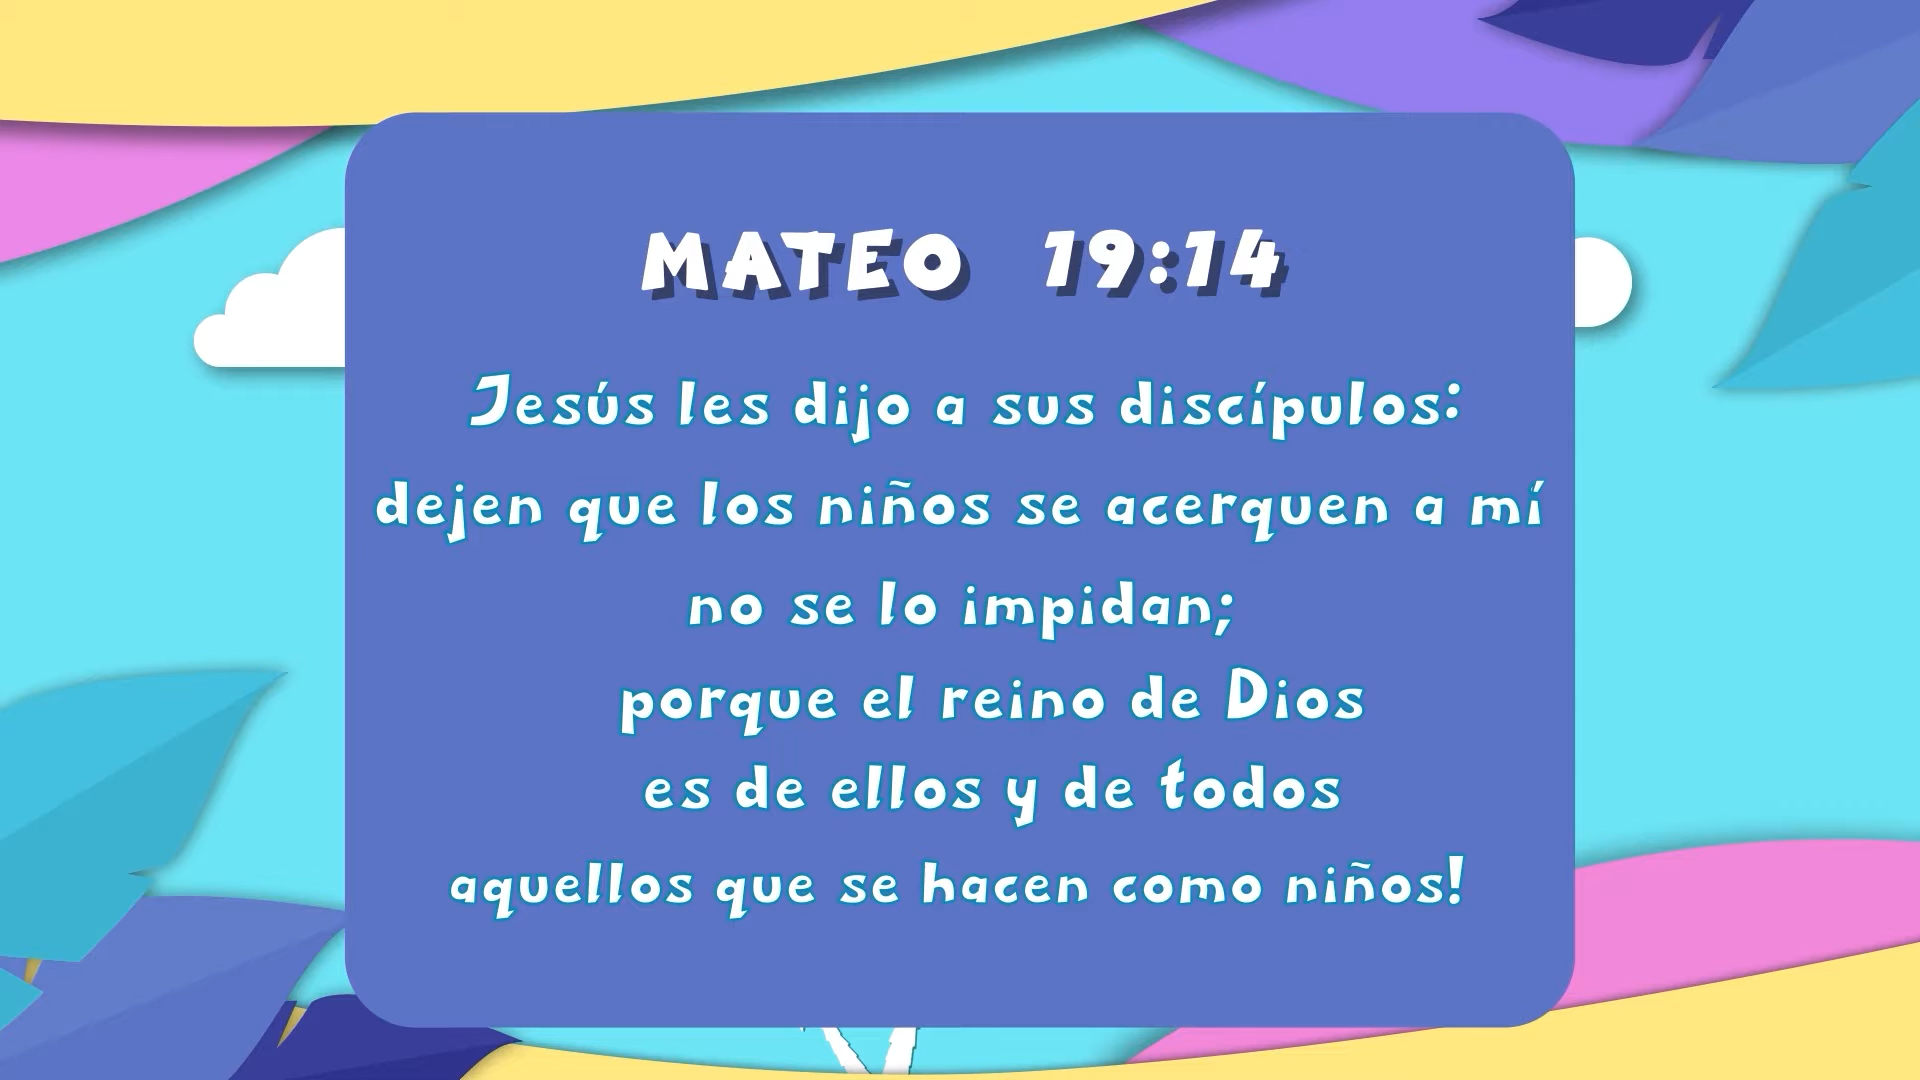 MATEO 19:14
Jesús les dijo a sus discípulos:
dejen que los niños se acerquen a mí
no se lo impidan;
porque el reino de Dios
es de ellos y de todos
aquellos que se hacen como niños!